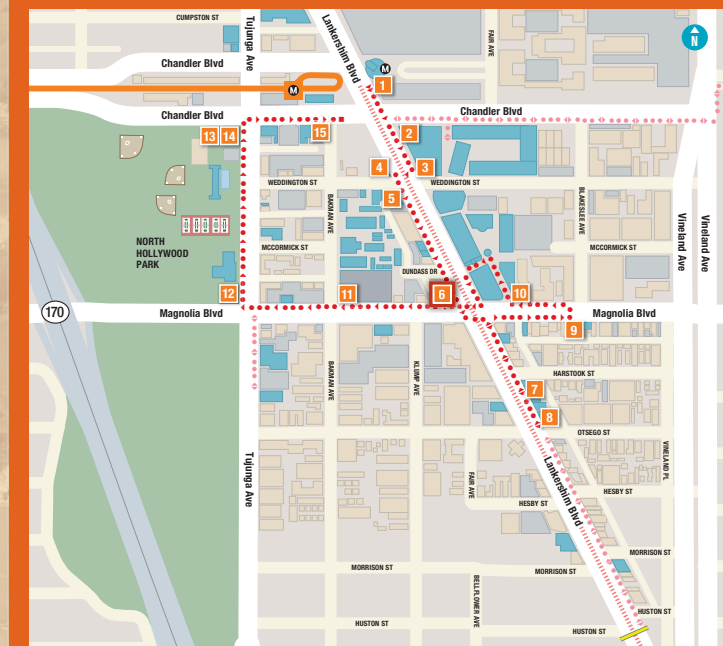 CUMPSTON ST
Tujunga Ave
Lankershim Blvd
FAIR AVE
N
Chandler Blvd
M
M
1
Chandler Blvd
Chandler Blvd
13
14
15
2
4
3
WEDDINGTON ST
WEDDINGTON ST
5
BAKMAN AVE
BLAKESLEE AVE
Vineland Ave
Vineland Ave
NORTH
HOLLYWOOD
PARK
MCCORMICK ST
MCCORMICK ST
DUNDASS DR
12
11
6
10
170
Magnolia Blvd
Magnolia Blvd
9
BAKMAN AVE
KLUMP AVE
HARSTOOK ST
7
8
OTSEGO ST
Tujunga Ave
FAIR AVE
Lankershim Blvd
VINELAND PL
HESBY ST
HESBY ST
MORRISON ST
MORRISON ST
MORRISON ST
BELLFLOWER AVE
HUSTON ST
HUSTON ST
HUSTON ST